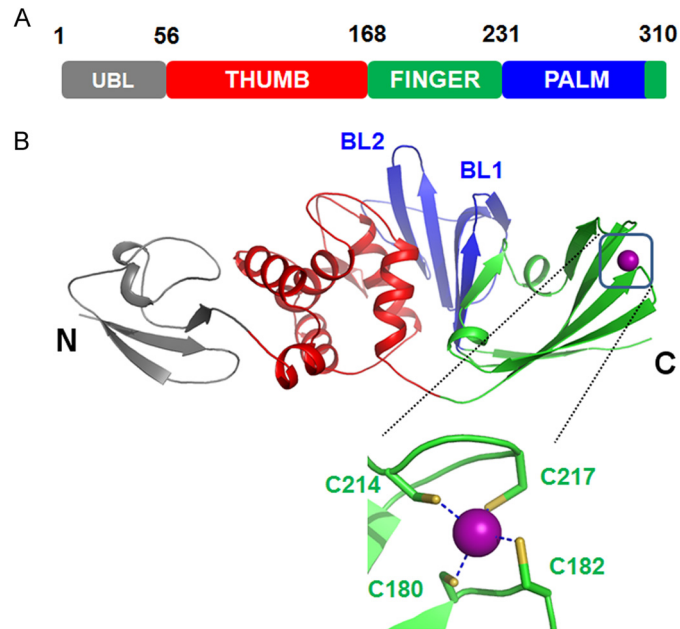 A
1 56 168 231 310
UBL THUMB FINGER PALM
B
BL2
BL1
N
C
C214
C217
C180
C182